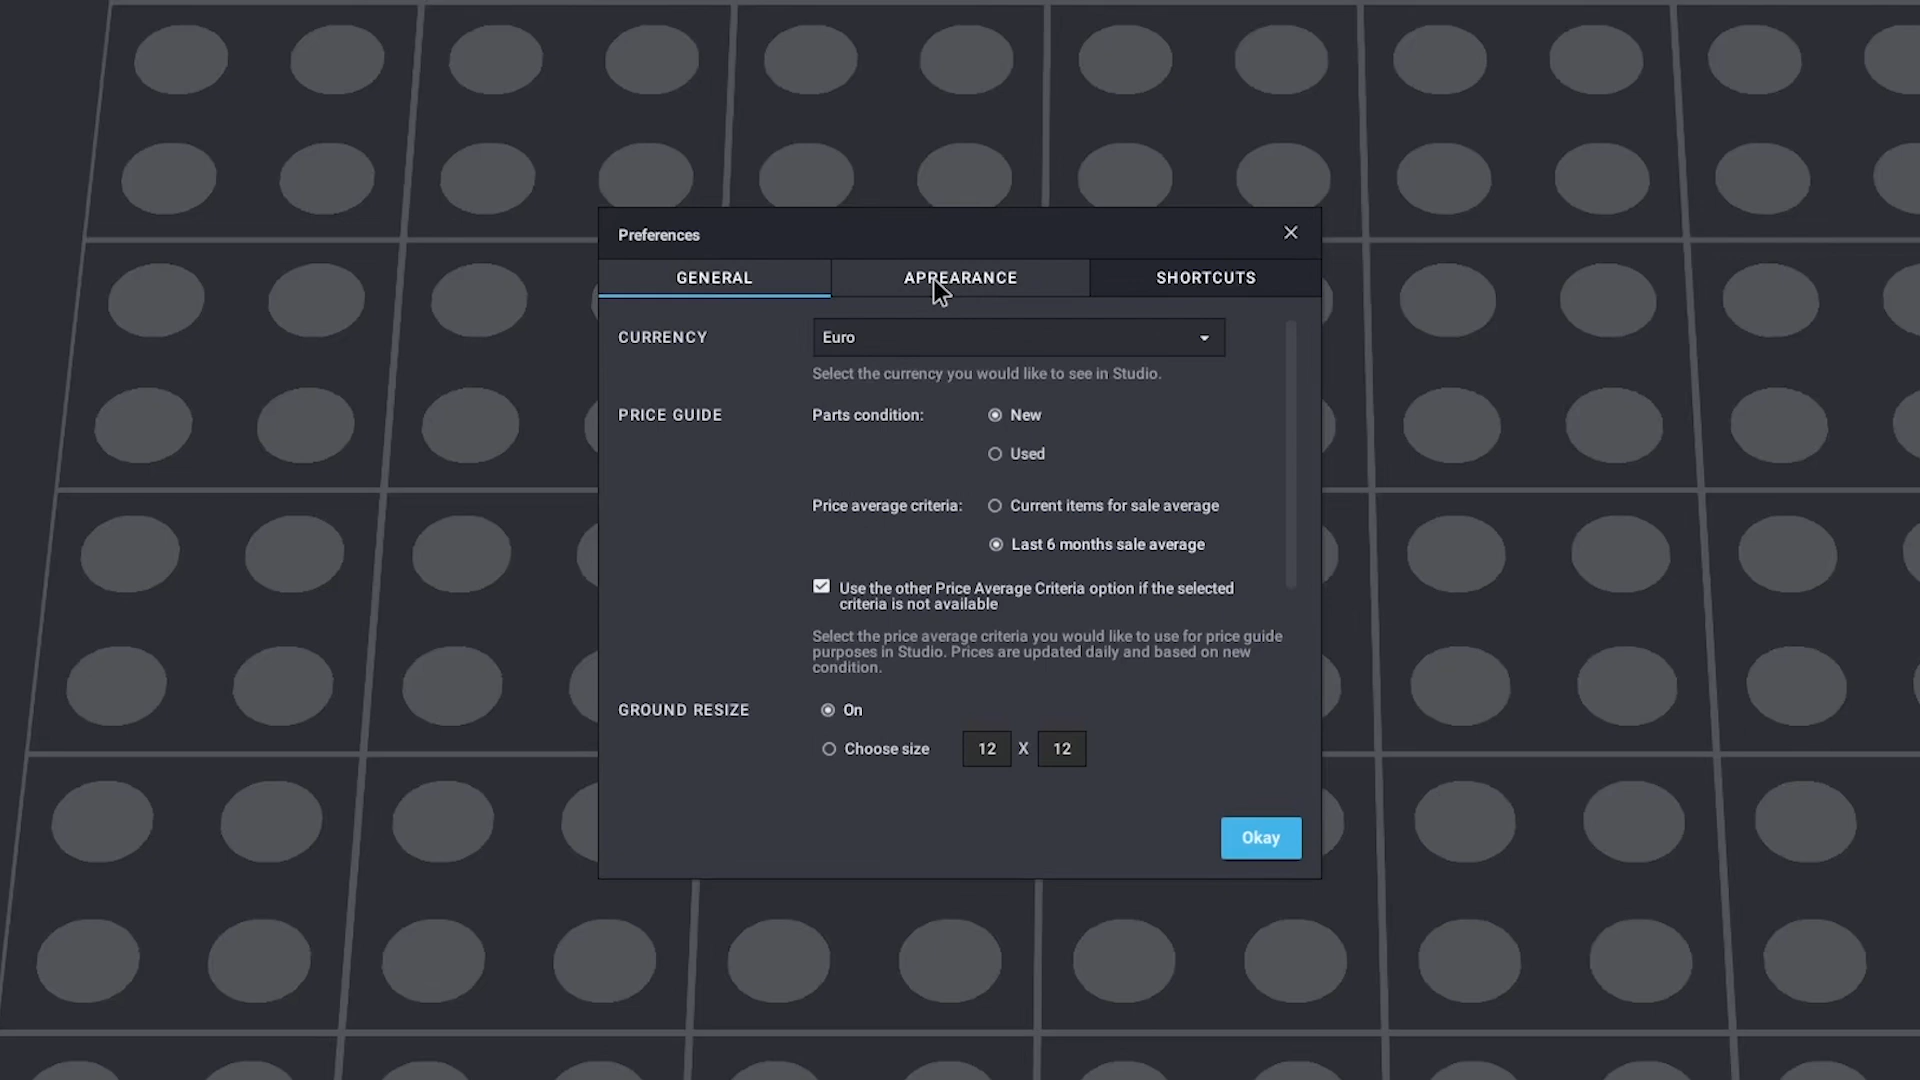 Preferences
GENERAL
APPEARANCE
SHORTCUTS
CURRENCY
Euro
Select the currency you would like to see in Studio.
PRICE GUIDE
Parts condition:
New
Used
Price average criteria:
Current items for sale average
Last 6 months sale average
Use the other Price Average Criteria option if the selected
criteria is not available
Select the price average criteria you would like to use for price guide
purposes in Studio. Prices are updated daily and based on new
condition.
GROUND RESIZE
On
Choose size
12 X 12
Okay